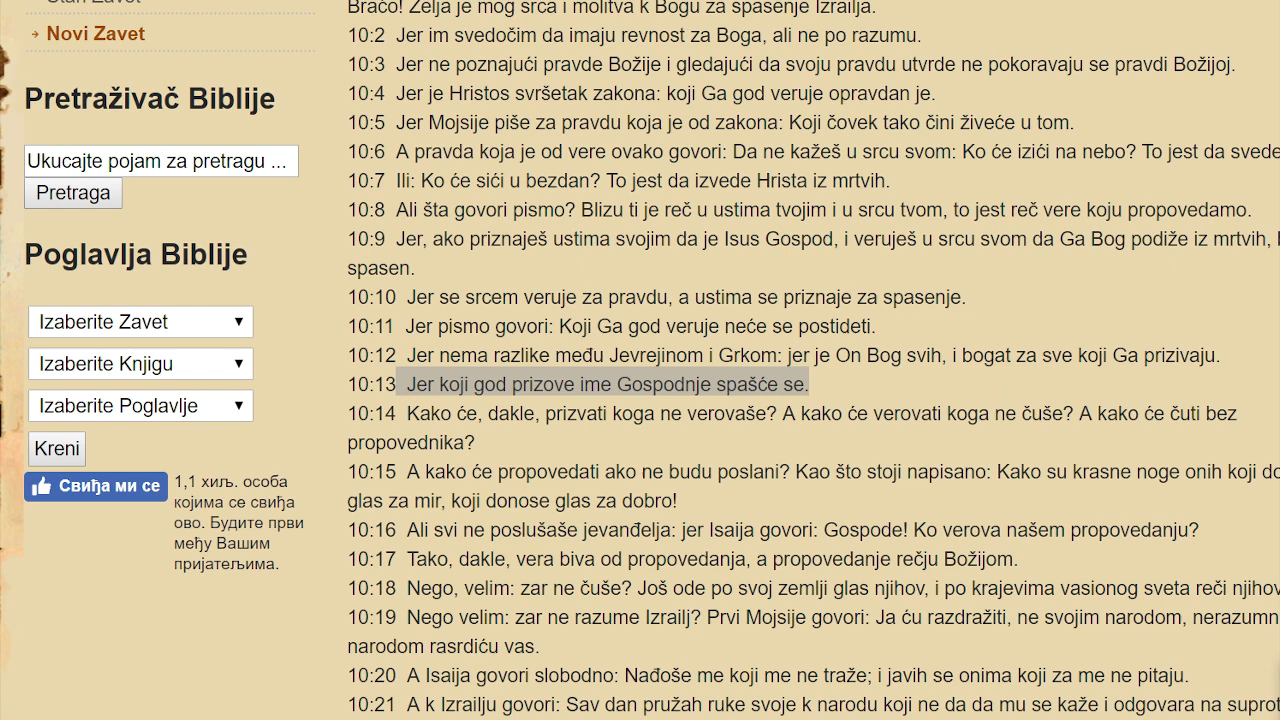 Stari Zavet
Novi Zavet
Pretraživač Biblije
Ukucajte pojam za pretragu ...
Pretraga
Poglavlja Biblije
Izaberite Zavet
Izaberite Knjigu
Izaberite Poglavlje
Kreni
Свиђа ми се
1,1 хиљ. особа
којима се свиђа
ово. Будите први
међу Вашим
пријатељима.
Braćo! Želja je mog srca i molitva k Bogu za spasenje Izrailja.
10:2 Jer im svedočim da imaju revnost za Boga, ali ne po razumu.
10:3 Jer ne poznajući pravde Božije i gledajući da svoju pravdu utvrde ne pokoravaju se pravdi Božijoj.
10:4 Jer je Hristos svršetak zakona: koji Ga god veruje opravdan je.
10:5 Jer Mojsije piše za pravdu koja je od zakona: Koji čovek tako čini živeće u tom.
10:6 A pravda koja je od vere ovako govori: Da ne kažeš u srcu svom: Ko će izići na nebo? To jest da svede
10:7 Ili: Ko će sići u bezdan? To jest da izvede Hrista iz mrtvih.
10:8 Ali šta govori pismo? Blizu ti je reč u ustima tvojim i u srcu tvom, to jest reč vere koju propovedamo.
10:9 Jer, ako priznaješ ustima svojim da je Isus Gospod, i veruješ u srcu svom da Ga Bog podiže iz mrtvih,
spasen.
10:10 Jer se srcem veruje za pravdu, a ustima se priznaje za spasenje.
10:11 Jer pismo govori: Koji Ga god veruje neće se postideti.
10:12 Jer nema razlike među Jevrejinom i Grkom: jer je On Bog svih, i bogat za sve koji Ga prizivaju.
10:13 Jer koji god prizove ime Gospodnje spašće se.
10:14 Kako će, dakle, prizvati koga ne verovaše? A kako će verovati koga ne čuše? A kako će čuti bez
propovednika?
10:15 A kako će propovedati ako ne budu poslani? Kao što stoji napisano: Kako su krasne noge onih koji do
glas za mir, koji donose glas za dobro!
10:16 Ali svi ne poslušaše jevanđelja: jer Isaija govori: Gospode! Ko verova našem propovedanju?
10:17 Tako, dakle, vera biva od propovedanja, a propovedanje rečju Božijom.
10:18 Nego, velim: zar ne čuše? Još ode po svoj zemlji glas njihov, i po krajevima vasionog sveta reči njihov
10:19 Nego velim: zar ne razume Izrailj? Prvi Mojsije govori: Ja ću razdražiti, ne svojim narodom, nerazumn
narodom rasrdiću vas.
10:20 A Isaija govori slobodno: Nađoše me koji me ne traže; i javih se onima koji za me ne pitaju.
10:21 A k Izrailju govori: Sav dan pružah ruke svoje k narodu koji ne da da mu se kaže i odgovara na suprot